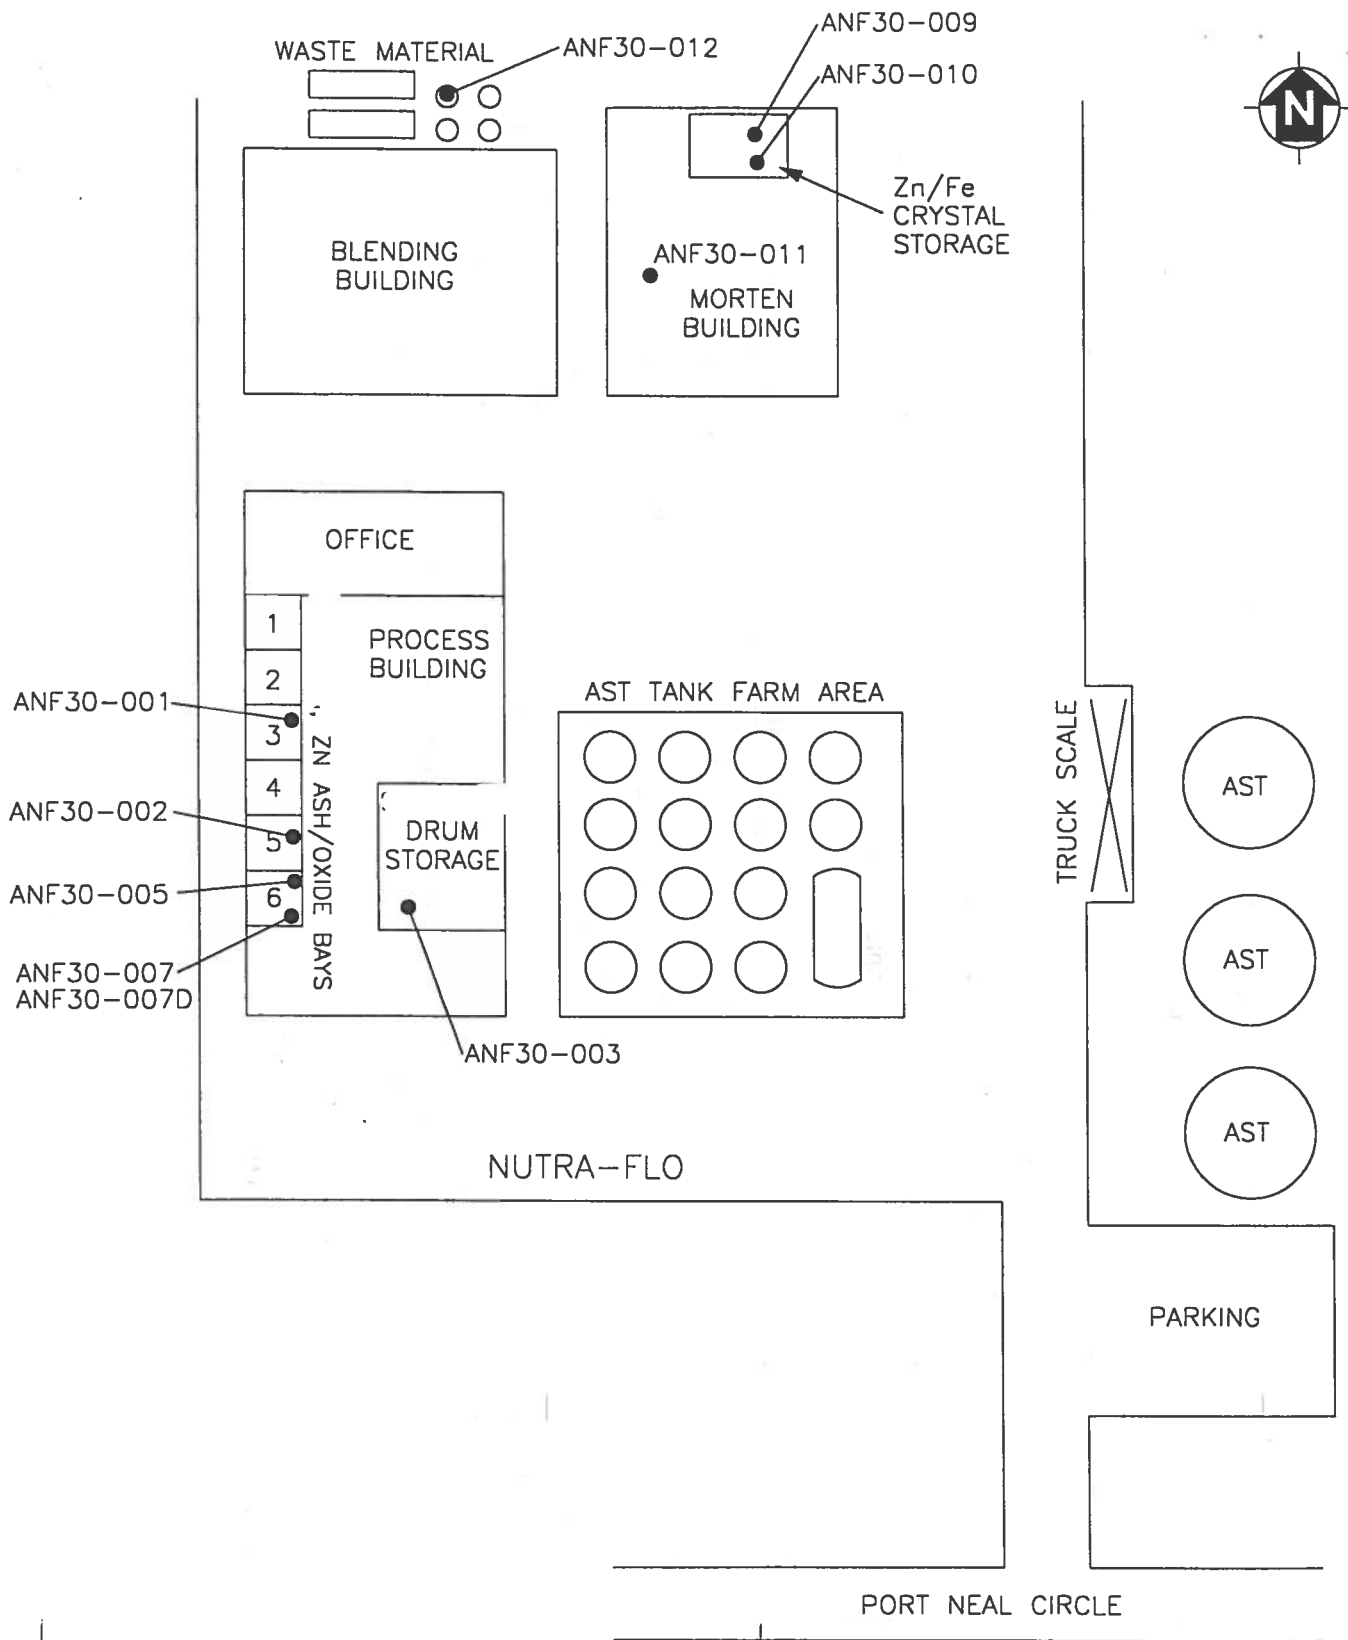 ANF30-009
WASTE MATERIAL
ANF30-012
ANF30-010
N
Zn/Fe
CRYSTAL
STORAGE
BLENDING
BUILDING
ANF30-011
MORTEN
BUILDING
OFFICE
1
PROCESS
BUILDING
2
ANF30-001
3
ZN ASH/OXIDE BAYS
4
ANF30-002
5
DRUM
STORAGE
ANF30-005
6
ANF30-007
ANF30-007D
ANF30-003
AST TANK FARM AREA
TRUCK SCALE
AST
AST
AST
NUTRA-FLO
PARKING
PORT NEAL CIRCLE